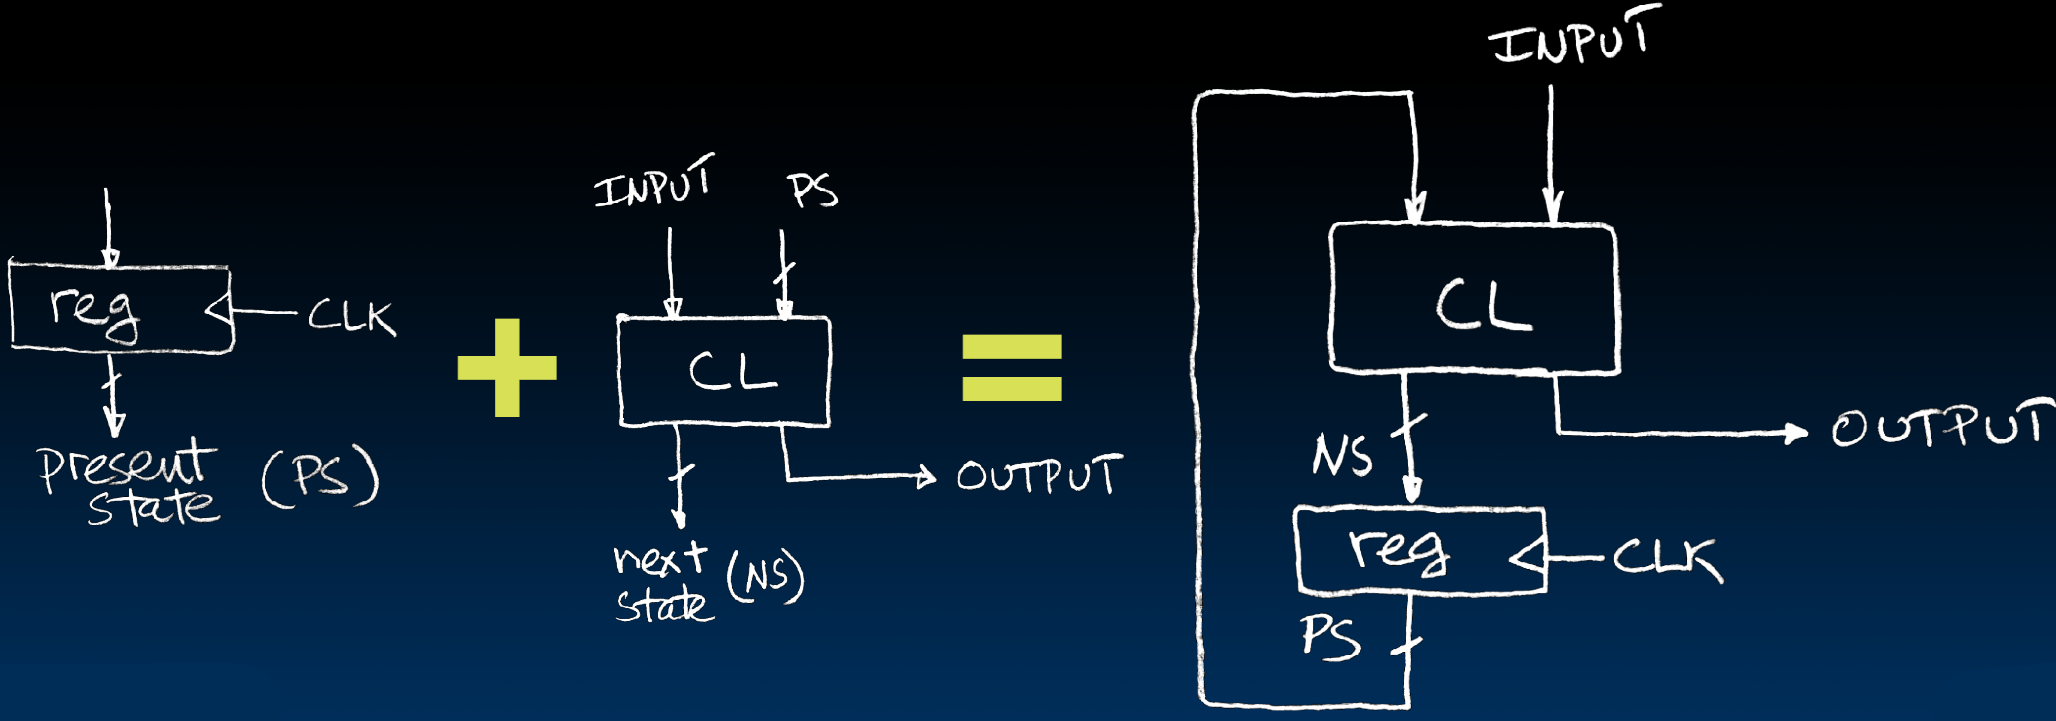 reg
CLK
present
state (PS)
+
INPUT PS
CL
OUTPUT
next
state (NS)
=
INPUT
CL
NS
OUTPUT
reg
CLK
PS